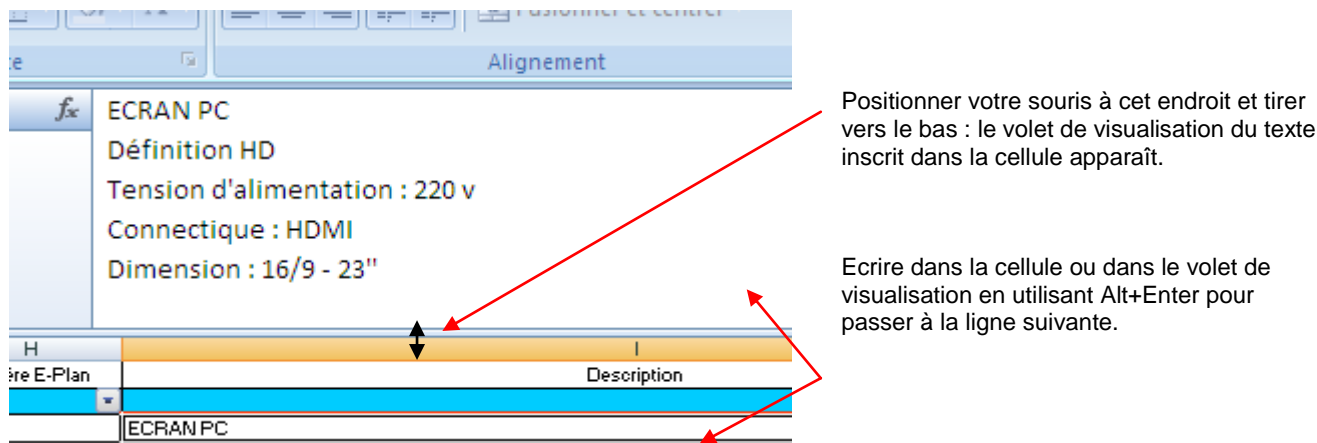 Alignement
fx
ECRAN PC
Définition HD
Tension d'alimentation : 220 v
Connectique : HDMI
Dimension : 16/9 - 23"
Positionner votre souris à cet endroit et tirer
vers le bas : le volet de visualisation du texte
inscrit dans la cellule apparaît.
Ecrire dans la cellule ou dans le volet de
visualisation en utilisant Alt+Enter pour
passer à la ligne suivante.
H I
ère E-Plan Description
ECRAN PC